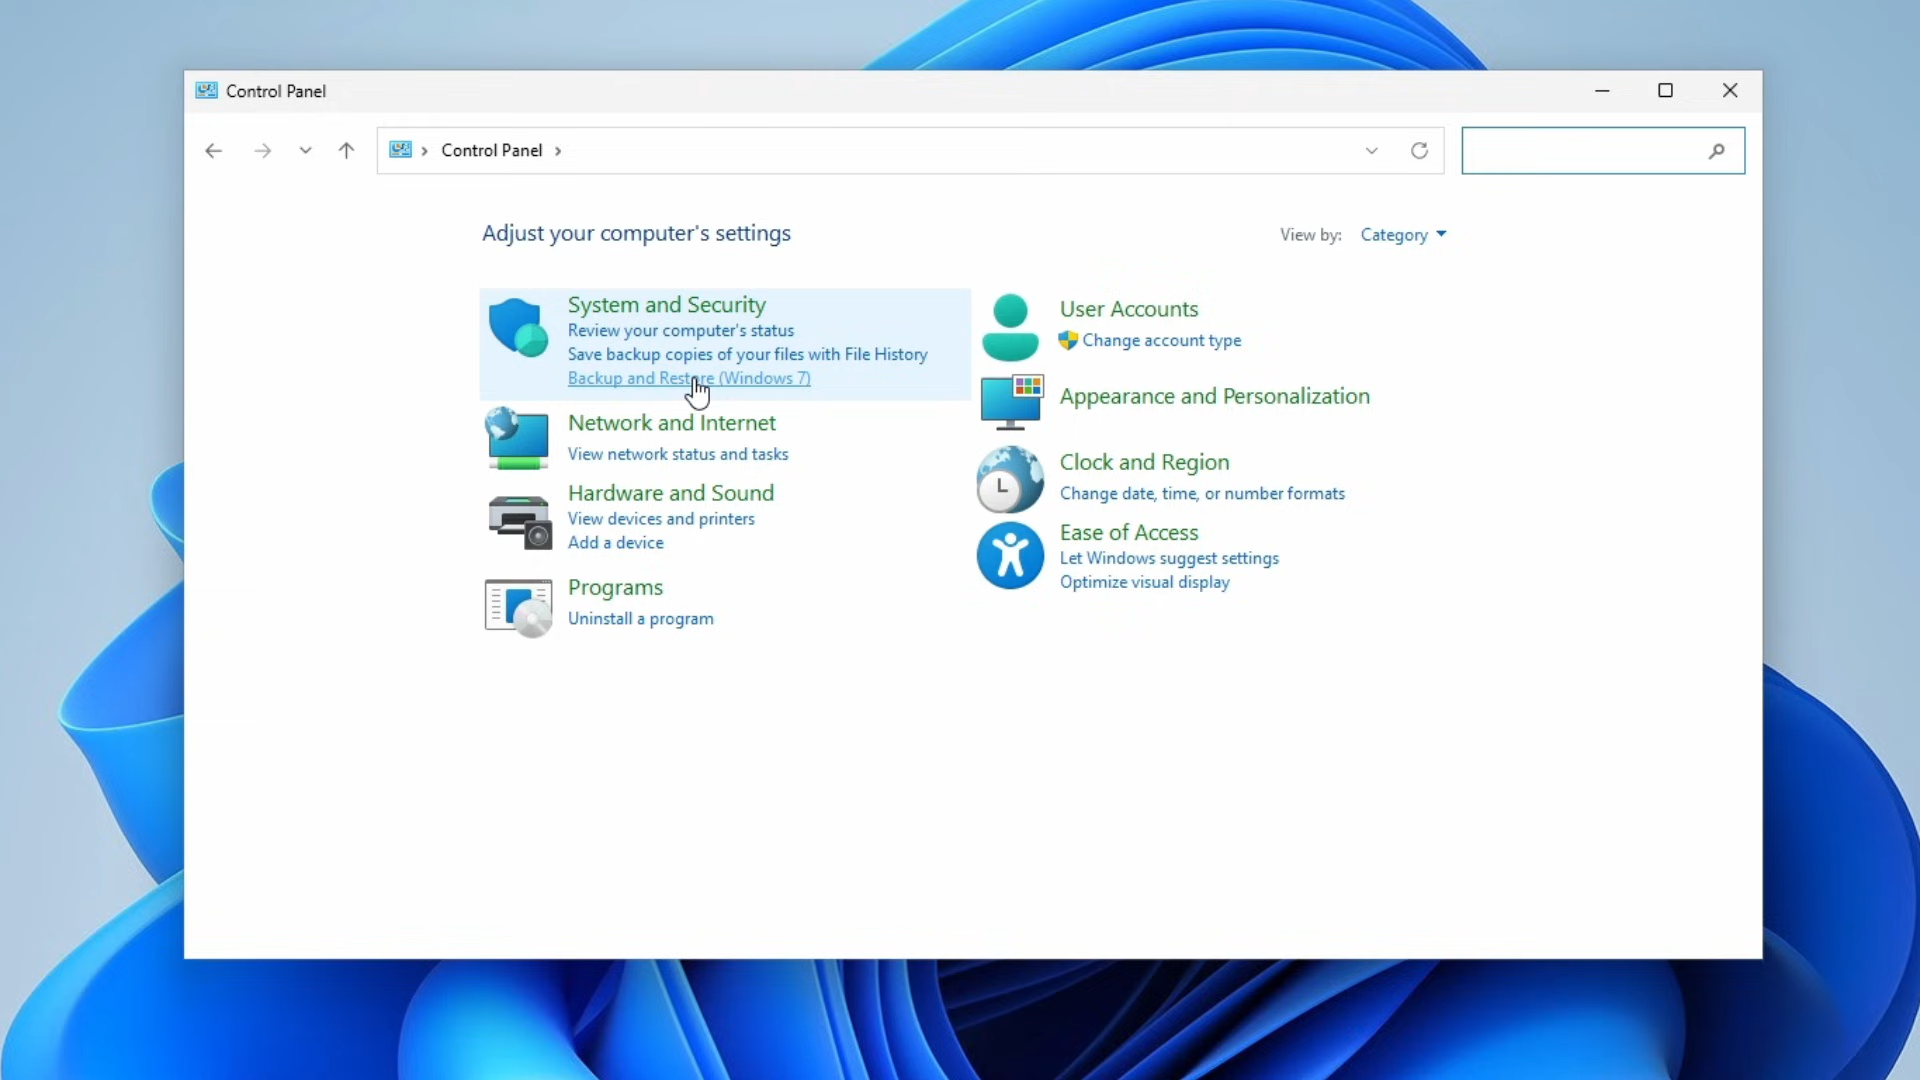 Control Panel
Control Panel
Adjust your computer's settings
View by: Category
System and Security
Review your computer's status
Save backup copies of your files with File History
Backup and Restore (Windows 7)
Network and Internet
View network status and tasks
Hardware and Sound
View devices and printers
Add a device
Programs
Uninstall a program
User Accounts
Change account type
Appearance and Personalization
Clock and Region
Change date, time, or number formats
Ease of Access
Let Windows suggest settings
Optimize visual display